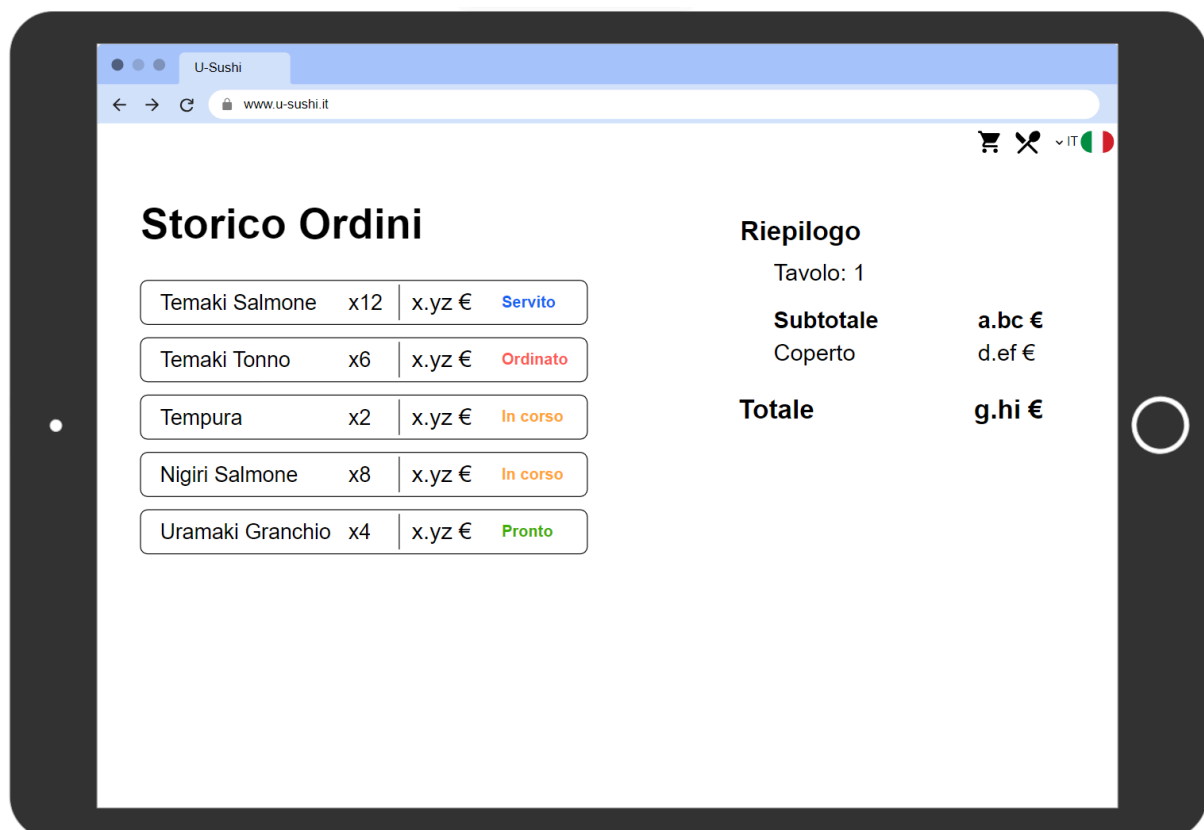 U-Sushi
www.u-sushi.it
IT
Storico Ordini
Temaki Salmone x12 x.yz € Servito
Temaki Tonno x6 x.yz € Ordinato
Tempura x2 x.yz € In corso
Nigiri Salmone x8 x.yz € In corso
Uramaki Granchio x4 x.yz € Pronto
Riepilogo
Tavolo: 1
Subtotale a.bc €
Coperto d.ef €
Totale g.hi €